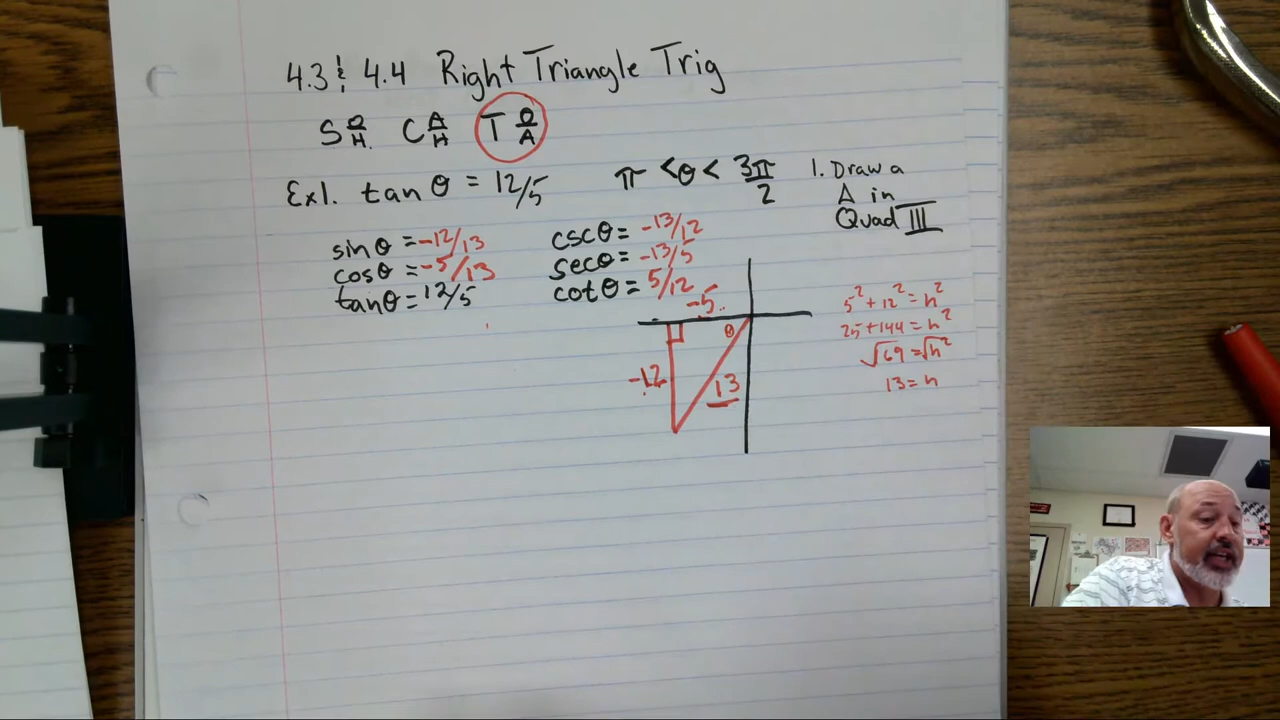 4.3 & 4.4 Right Triangle Trig
S O/H. C A/H T O/A
Ex1. tan θ = 12/5 π < θ < 3π/2
1. Draw a
Δ in
Quad III
sin θ = -12/13
cos θ = -5/13
tan θ = 12/5
csc θ = -13/12
sec θ = -13/5
cot θ = 5/12
-5
θ
-12
13
5² + 12² = h²
25 + 144 = h²
√69 = √h²
13 = h